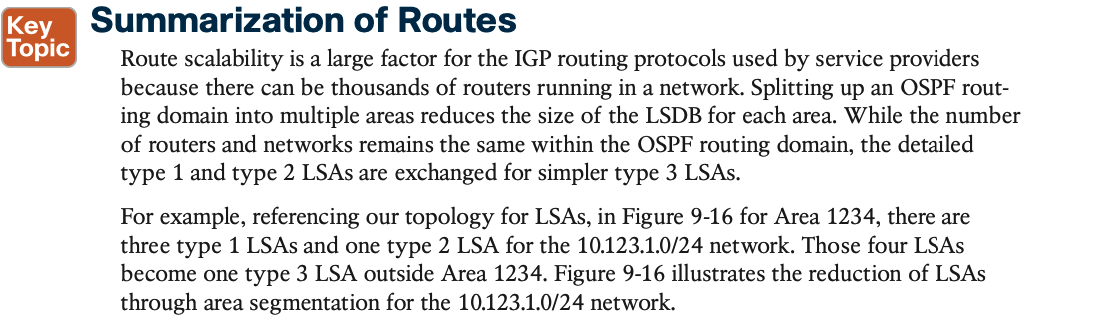 Key
Topic
Summarization of Routes
Route scalability is a large factor for the IGP routing protocols used by service providers
because there can be thousands of routers running in a network. Splitting up an OSPF rout-
ing domain into multiple areas reduces the size of the LSDB for each area. While the number
of routers and networks remains the same within the OSPF routing domain, the detailed
type 1 and type 2 LSAs are exchanged for simpler type 3 LSAs.
For example, referencing our topology for LSAs, in Figure 9-16 for Area 1234, there are
three type 1 LSAs and one type 2 LSA for the 10.123.1.0/24 network. Those four LSAs
become one type 3 LSA outside Area 1234. Figure 9-16 illustrates the reduction of LSAs
through area segmentation for the 10.123.1.0/24 network.